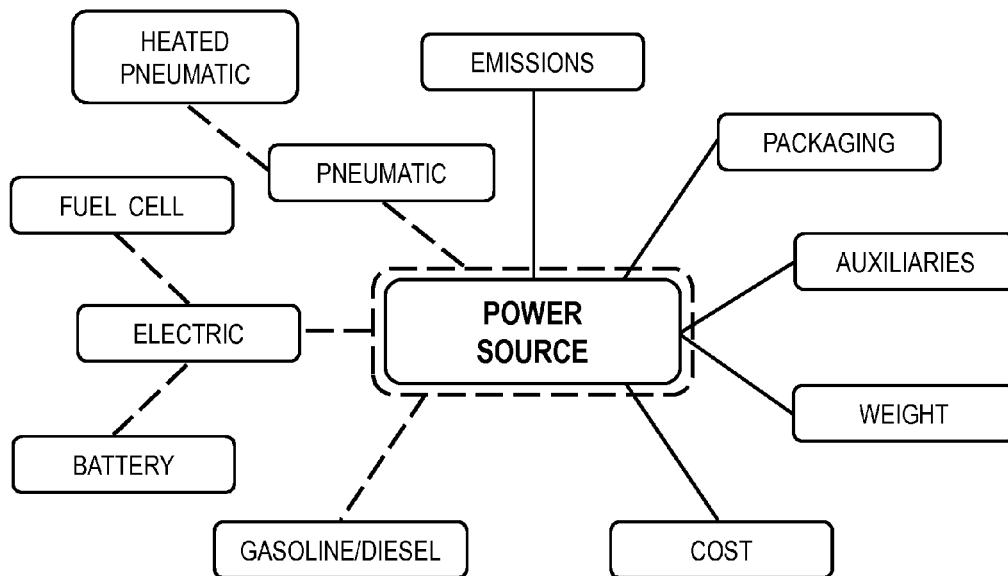 HEATED
PNEUMATIC
EMISSIONS
PACKAGING
PNEUMATIC
FUEL CELL
AUXILIARIES
POWER
SOURCE
ELECTRIC
WEIGHT
BATTERY
GASOLINE/DIESEL
COST